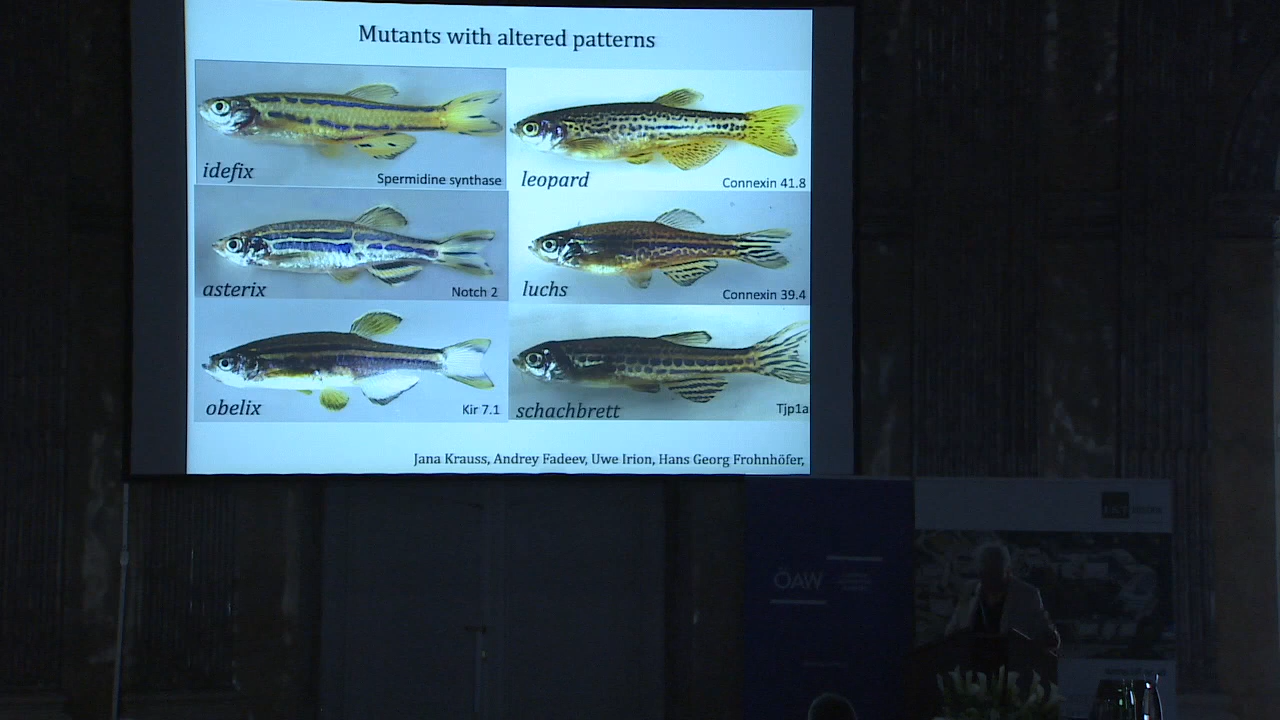 Mutants with altered patterns
idefix
Spermidine synthase
leopard
Connexin 41.8
asterix
Notch 2
luchs
Connexin 39.4
obelix
Kir 7.1
schachbrett
Tjp1a
Jana Krauss, Andrey Fadeev, Uwe Irion, Hans Georg Frohnhöfer,
ÖAW